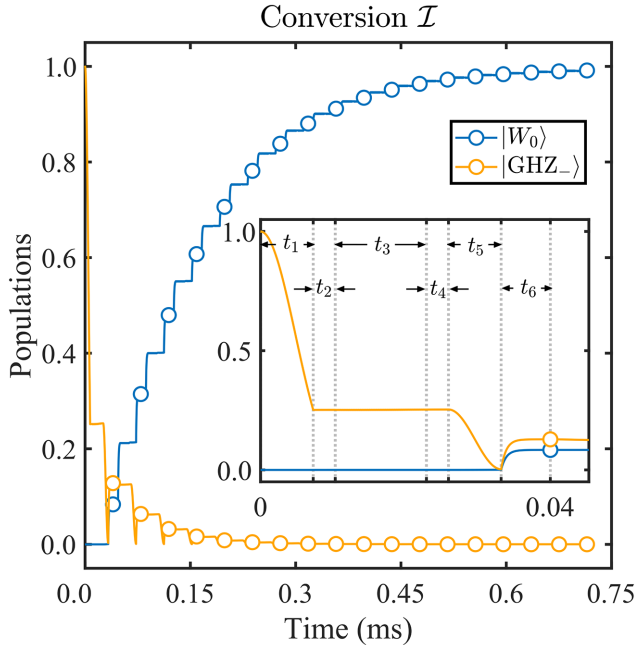 Conversion ℐ
Populations
1.0
0.8
0.6
0.4
0.2
0.0
|W₀⟩
|GHZ₋⟩
1.0
0.5
0.0
t₁
t₃
t₅
t₂
t₄
t₆
0
0.04
0.0
0.15
0.3
0.45
0.6
0.75
Time (ms)